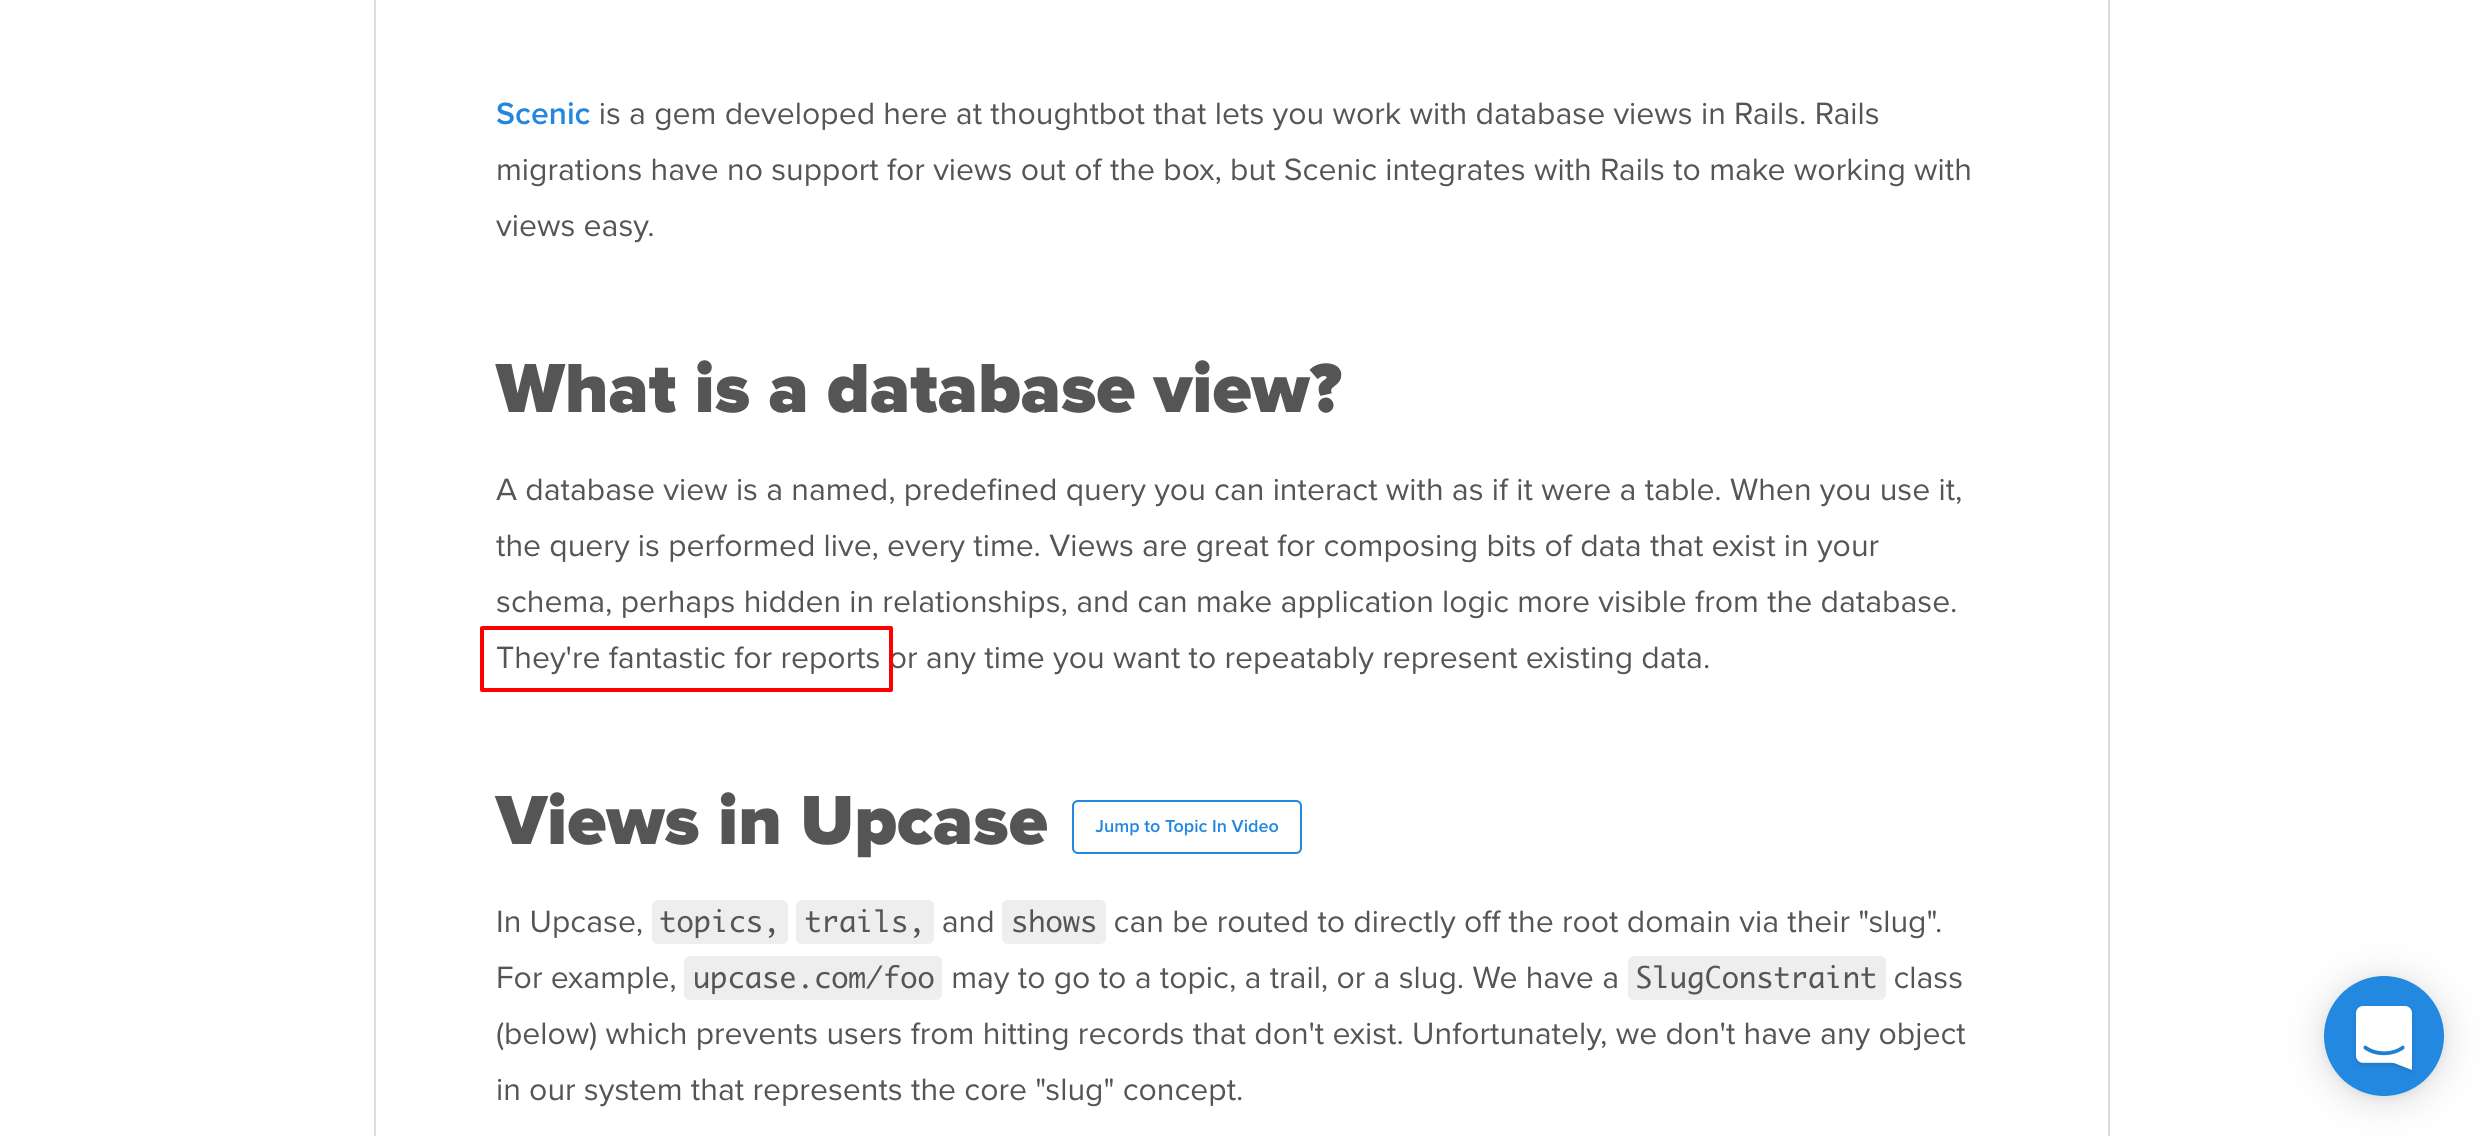 Scenic is a gem developed here at thoughtbot that lets you work with database views in Rails. Rails
migrations have no support for views out of the box, but Scenic integrates with Rails to make working with
views easy.
What is a database view?
A database view is a named, predefined query you can interact with as if it were a table. When you use it,
the query is performed live, every time. Views are great for composing bits of data that exist in your
schema, perhaps hidden in relationships, and can make application logic more visible from the database.
They're fantastic for reports or any time you want to repeatably represent existing data.
Views in Upcase Jump to Topic In Video
In Upcase, topics, trails, and shows can be routed to directly off the root domain via their "slug".
For example, upcase.com/foo may to go to a topic, a trail, or a slug. We have a SlugConstraint class
(below) which prevents users from hitting records that don't exist. Unfortunately, we don't have any object
in our system that represents the core "slug" concept.